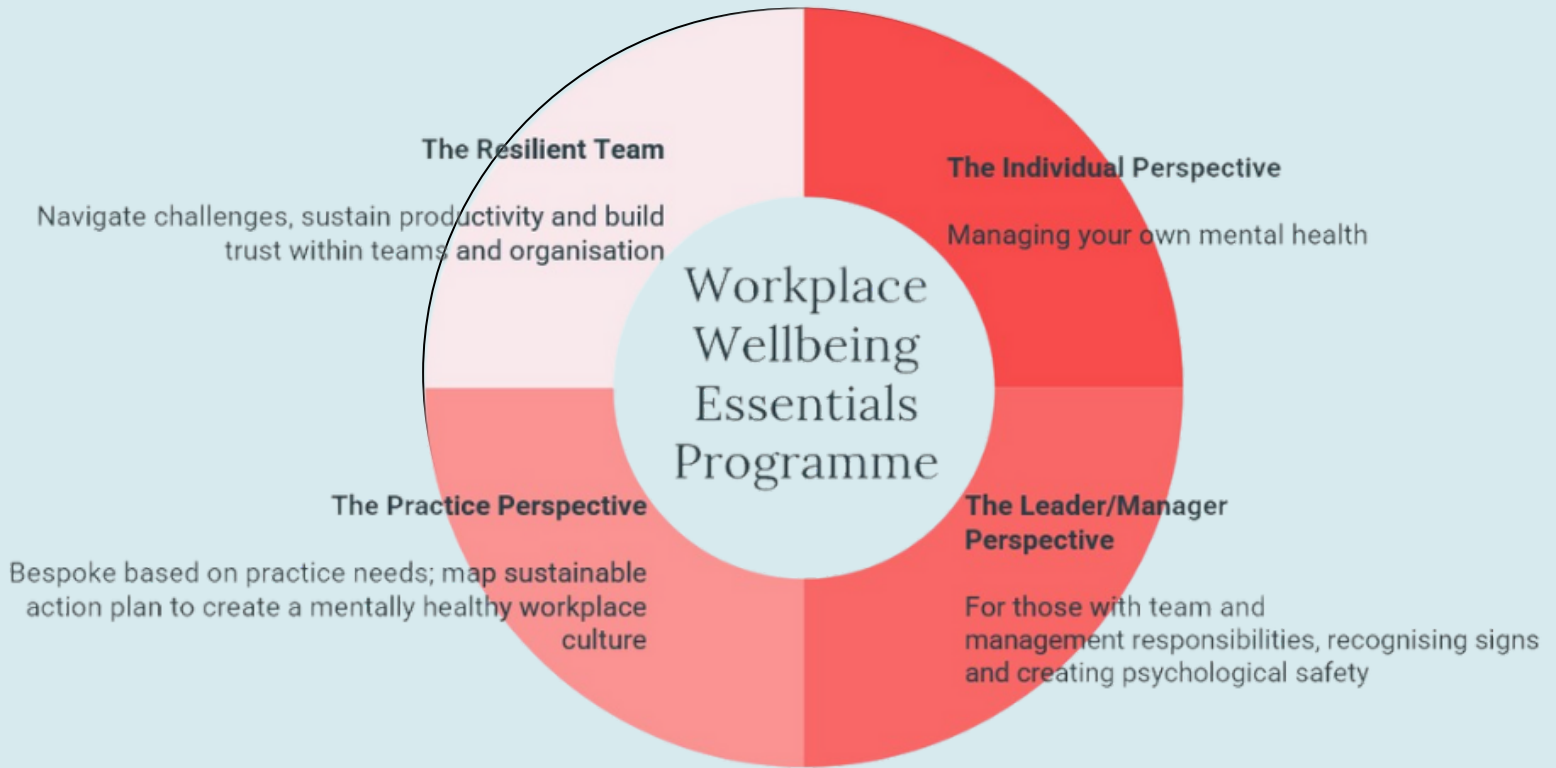 The Resilient Team
Navigate challenges, sustain productivity and build
trust within teams and organisation
The Individual Perspective
Managing your own mental health
Workplace
Wellbeing
Essentials
Programme
The Practice Perspective
Bespoke based on practice needs; map sustainable
action plan to create a mentally healthy workplace
culture
The Leader/Manager
Perspective
For those with team and
management responsibilities, recognising signs
and creating psychological safety